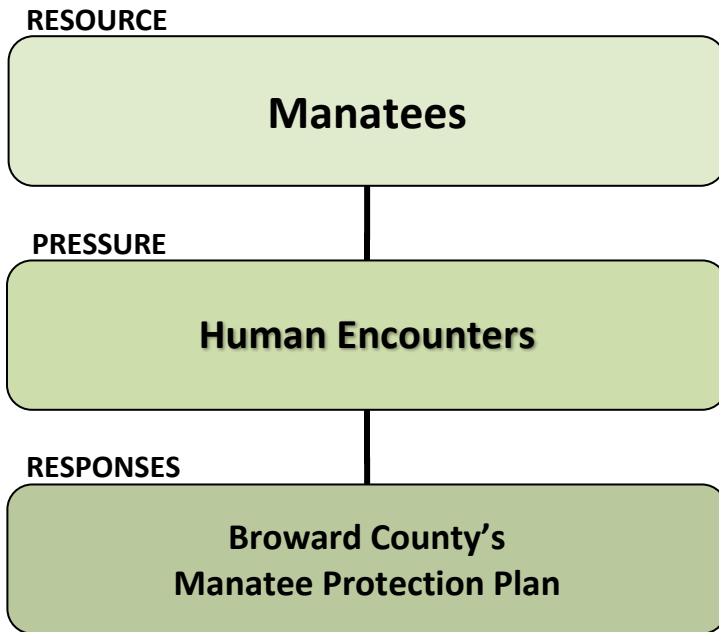 RESOURCE
Manatees
PRESSURE
Human Encounters
RESPONSES
Broward County’s
Manatee Protection Plan